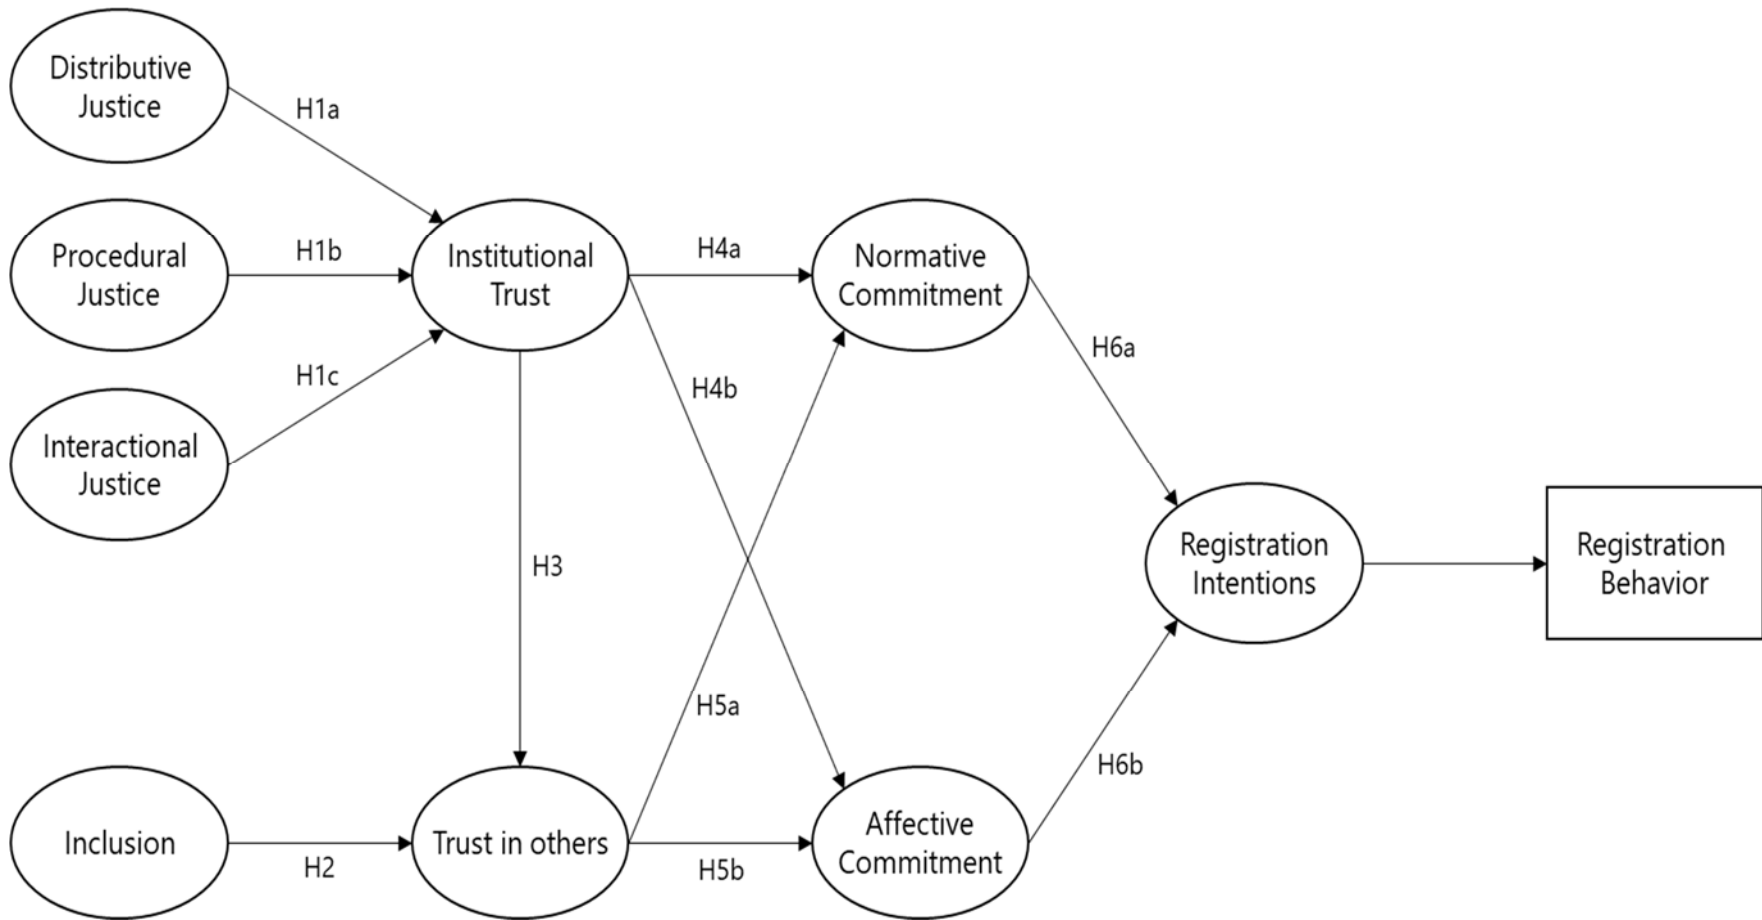 Distributive
Justice
H1a
Procedural
Justice
H1b
Institutional
Trust
H4a
Normative
Commitment
H1c
H4b
H6a
Interactional
Justice
H3
Registration
Intentions
Registration
Behavior
H5a
H6b
Inclusion
H2
Trust in others
H5b
Affective
Commitment